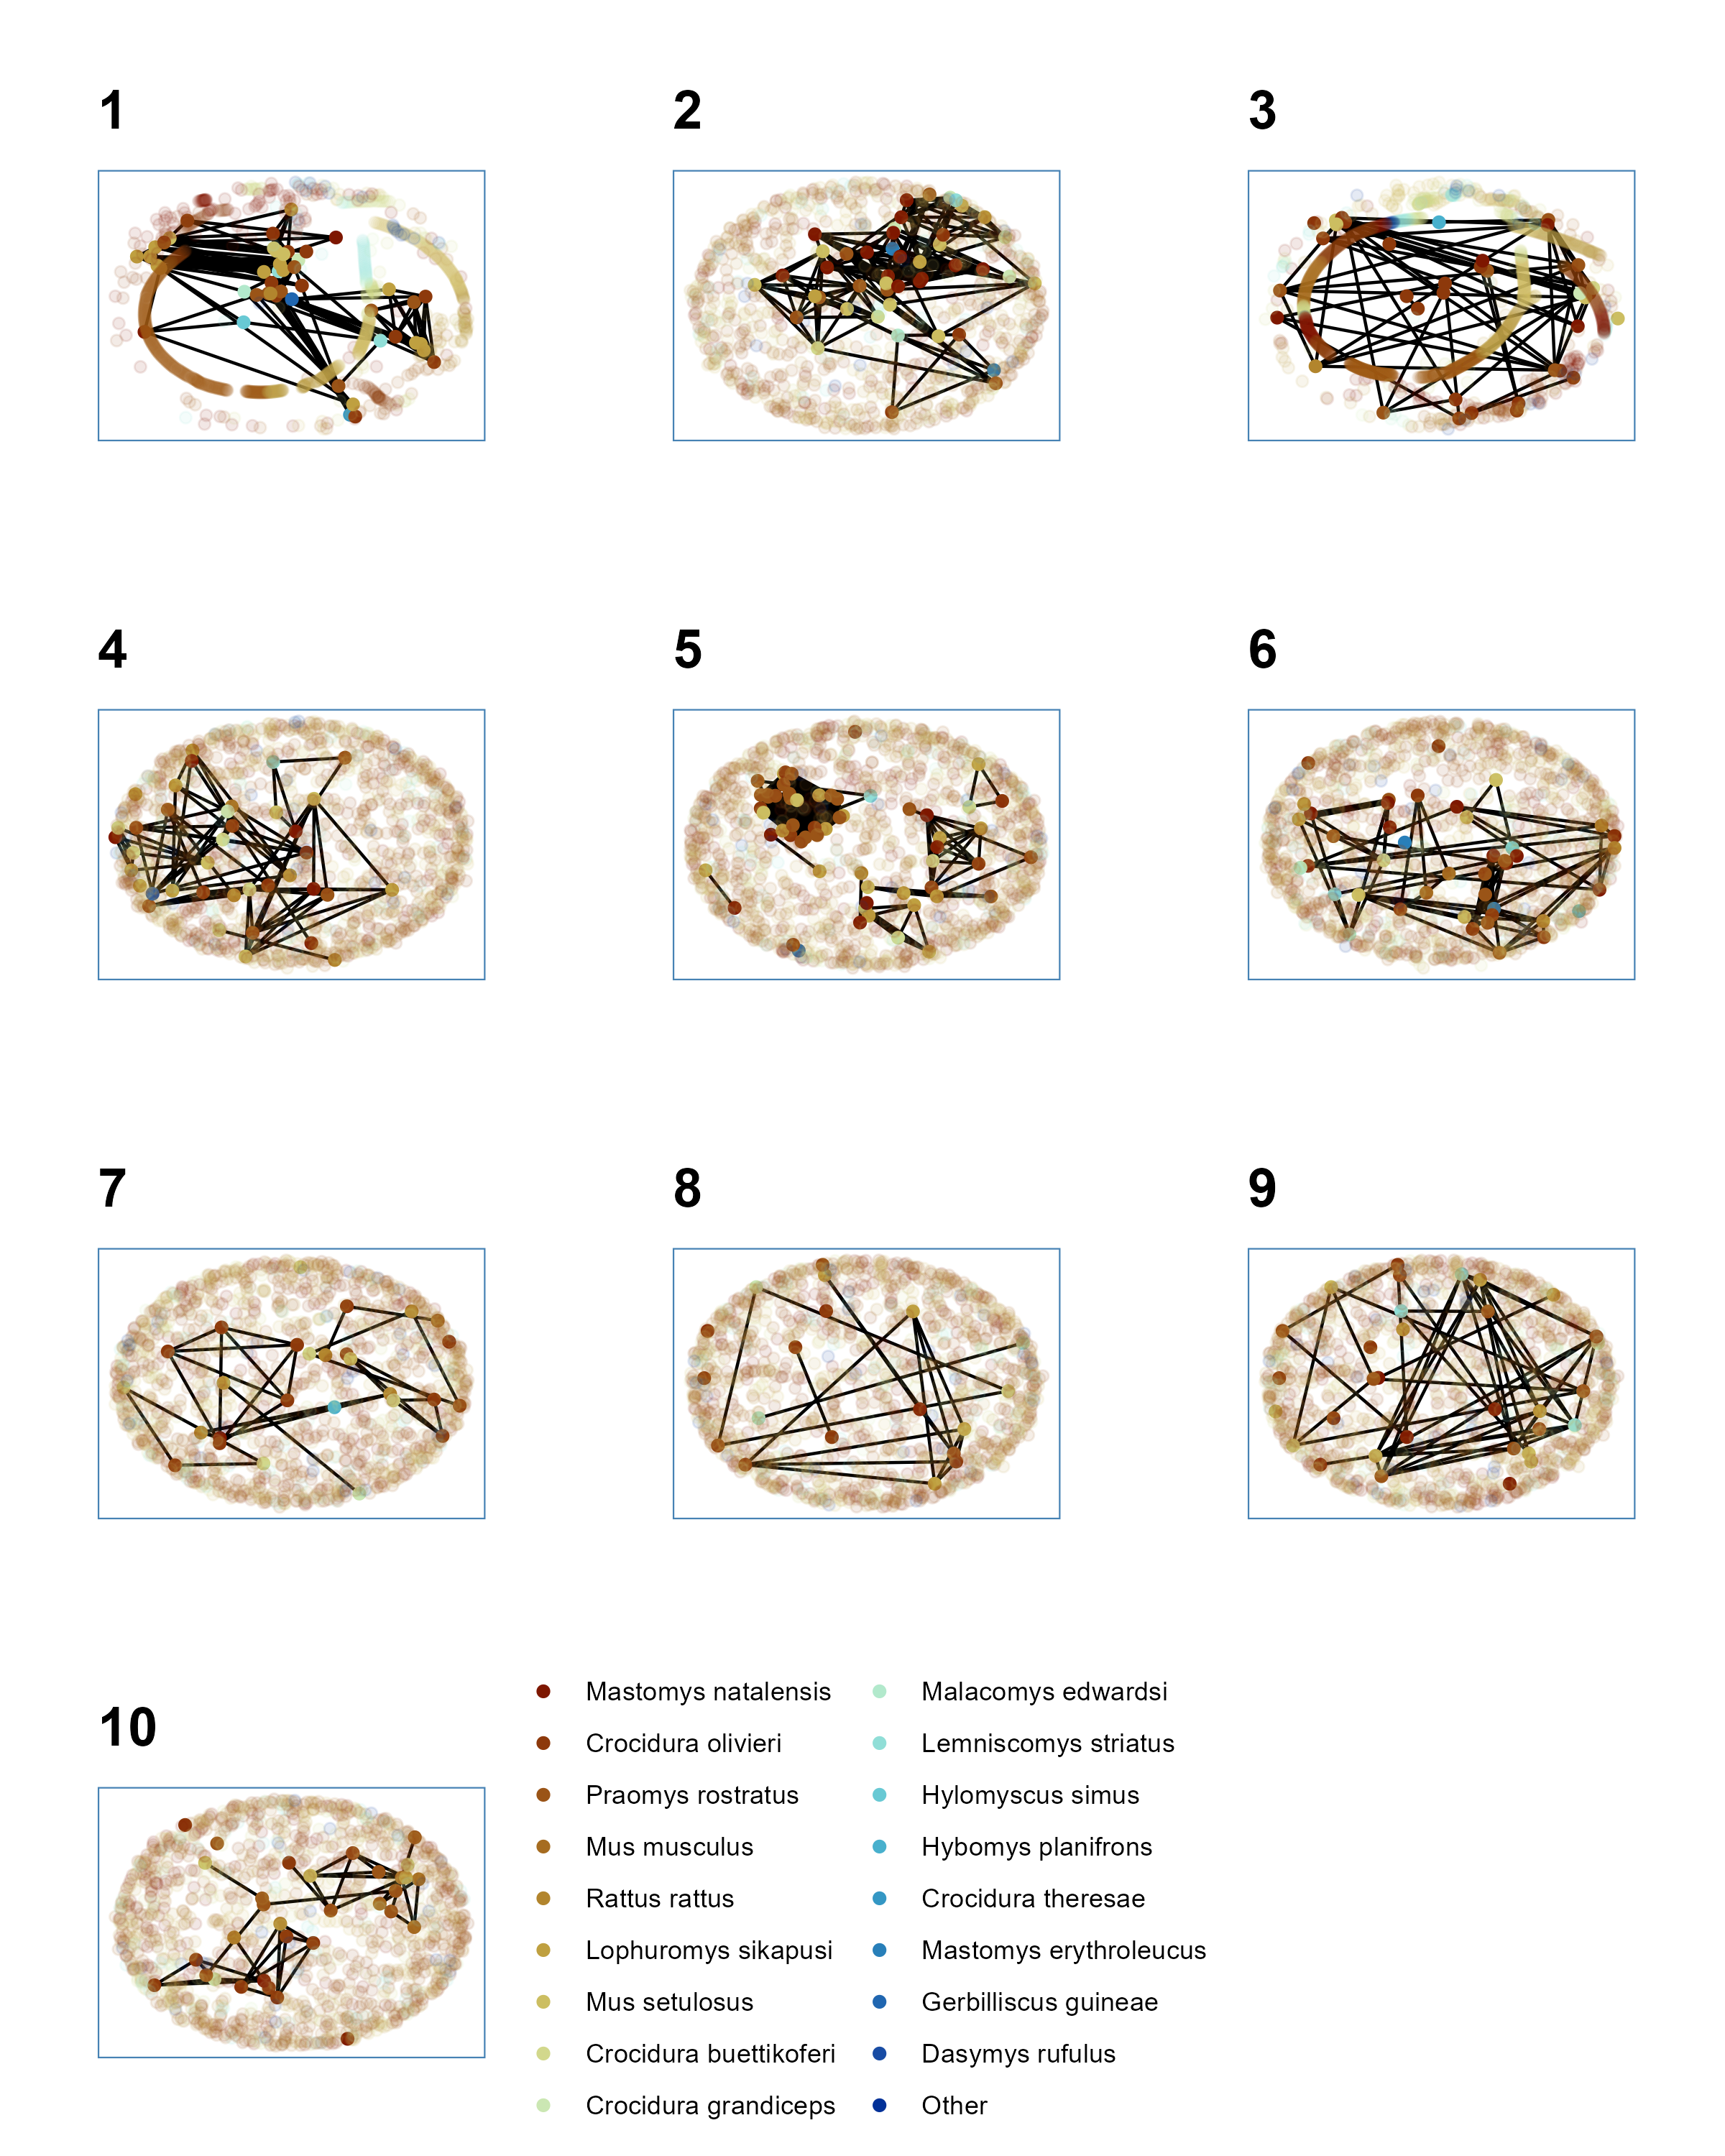 1
2
3
4
5
6
7
8
9
10
Mastomys natalensis
Crocidura olivieri
Praomys rostratus
Mus musculus
Rattus rattus
Lophuromys sikapusi
Mus setulosus
Crocidura buettikoferi
Crocidura grandiceps
Malacomys edwardsi
Lemniscomys striatus
Hylomyscus simus
Hybomys planifrons
Crocidura theresae
Mastomys erythroleucus
Gerbilliscus guineae
Dasymys rufulus
Other